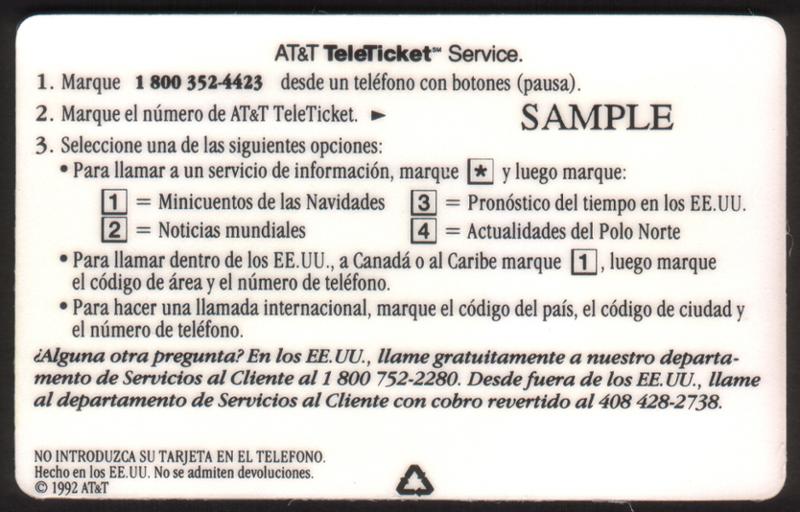 AT&T TeleTicket℠ Service.
1. Marque 1 800 352-4423 desde un teléfono con botones (pausa).
2. Marque el número de AT&T TeleTicket. ► SAMPLE
3. Seleccione una de las siguientes opciones:
• Para llamar a un servicio de información, marque * y luego marque:
1 = Minicuentos de las Navidades 3 = Pronóstico del tiempo en los EE.UU.
2 = Noticias mundiales 4 = Actualidades del Polo Norte
• Para llamar dentro de los EE.UU., a Canadá o al Caribe marque 1, luego marque
el código de área y el número de teléfono.
• Para hacer una llamada internacional, marque el código del país, el código de ciudad y
el número de teléfono.
¿Alguna otra pregunta? En los EE.UU., llame gratuitamente a nuestro departa-
mento de Servicios al Cliente al 1 800 752-2280. Desde fuera de los EE.UU., llame
al departamento de Servicios al Cliente con cobro revertido al 408 428-2738.
NO INTRODUZCA SU TARJETA EN EL TELEFONO.
Hecho en los EE.UU. No se admiten devoluciones.
© 1992 AT&T